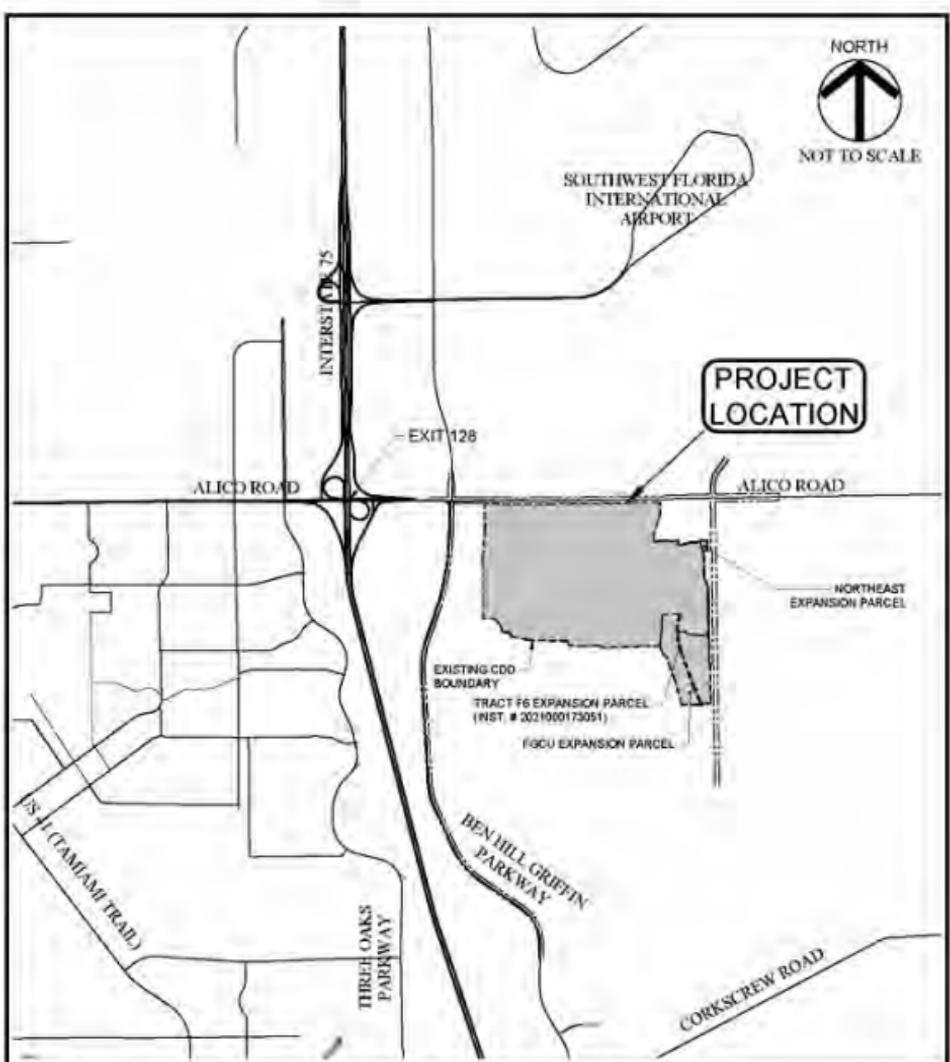 NORTH
NOT TO SCALE
SOUTHWEST FLORIDA
INTERNATIONAL
AIRPORT
INTERSTATE 75
PROJECT
LOCATION
EXIT 128
ALICO ROAD
ALICO ROAD
NORTHEAST
EXPANSION PARCEL
EXISTING CDD
BOUNDARY
TRACT F6 EXPANSION PARCEL
(INST. # 2021000173051)
FGCU EXPANSION PARCEL
US 41 (TAMIAMI TRAIL)
BEN HILL GRIFFIN
PARKWAY
THREE OAKS
PARKWAY
CORKSCREW ROAD